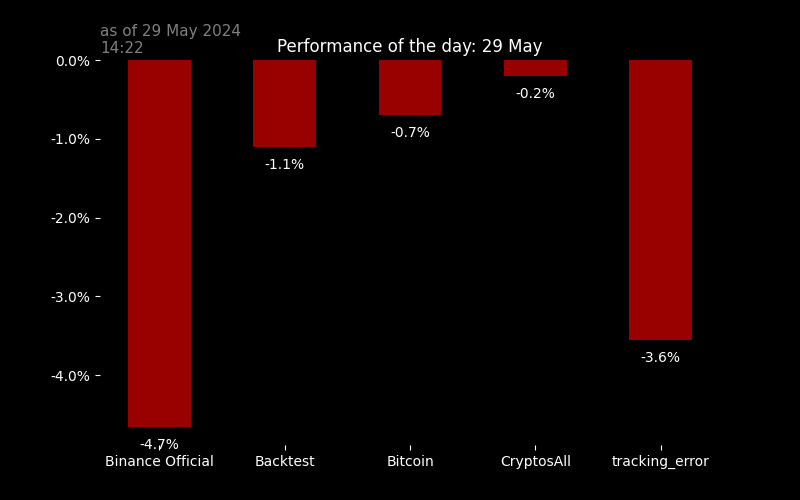 as of 29 May 2024
14:22
Performance of the day: 29 May
0.0%
-1.0%
-2.0%
-3.0%
-4.0%
-4.7%
-1.1%
-0.7%
-0.2%
-3.6%
Binance Official
Backtest
Bitcoin
CryptosAll
tracking_error